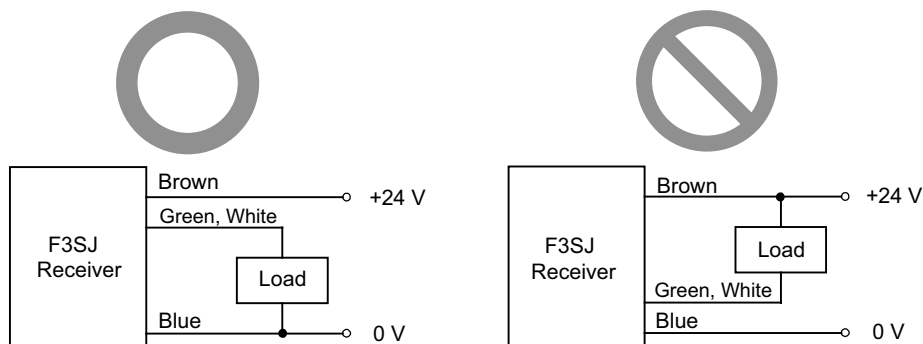 Brown
+24 V
Green, White
F3SJ
Receiver
Load
Blue
0 V
Brown
+24 V
F3SJ
Receiver
Load
Green, White
Blue
0 V